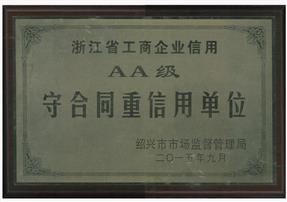 浙江省工商企业信用
AA级
守合同重信用单位
绍兴市市场监督管理局
二〇一五年九月